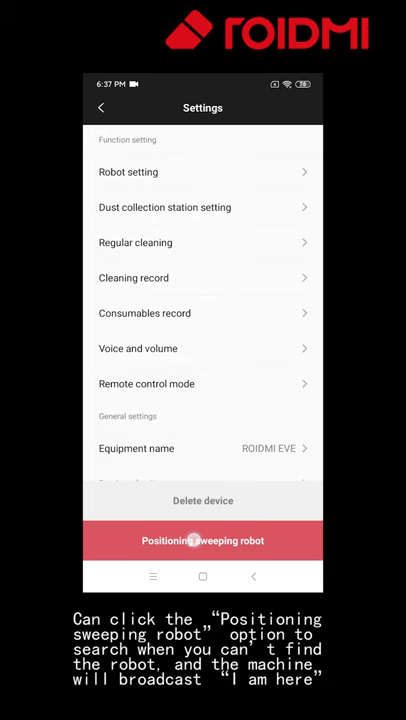 ROIDMI
6:37 PM
78
Settings
Function setting
Robot setting
Dust collection station setting
Regular cleaning
Cleaning record
Consumables record
Voice and volume
Remote control mode
General settings
Equipment name ROIDMI EVE
Delete device
Positioning sweeping robot
Can click the “Positioning
sweeping robot” option to
search when you can’t find
the robot, and the machine
will broadcast “I am here”